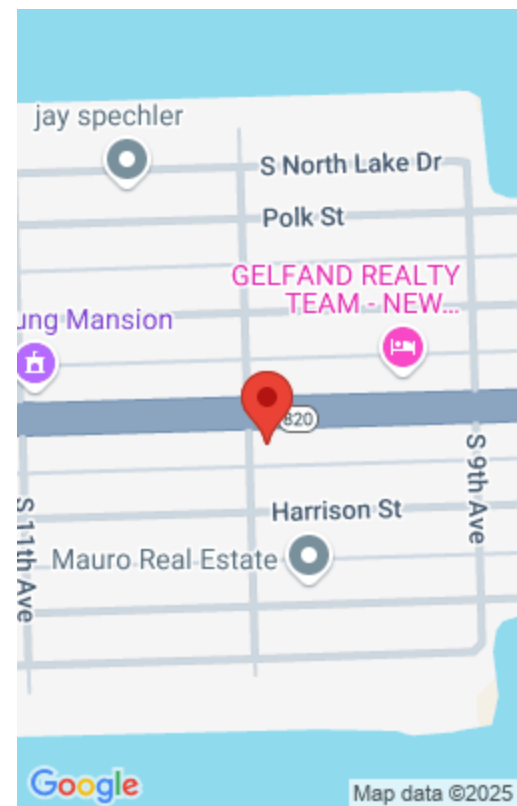 jay spechler
S North Lake Dr
Polk St
GELFAND REALTY
TEAM - NEW...
ung Mansion
820
S 9th Ave
S 11th Ave
Harrison St
Mauro Real Estate
Google
Map data ©2025